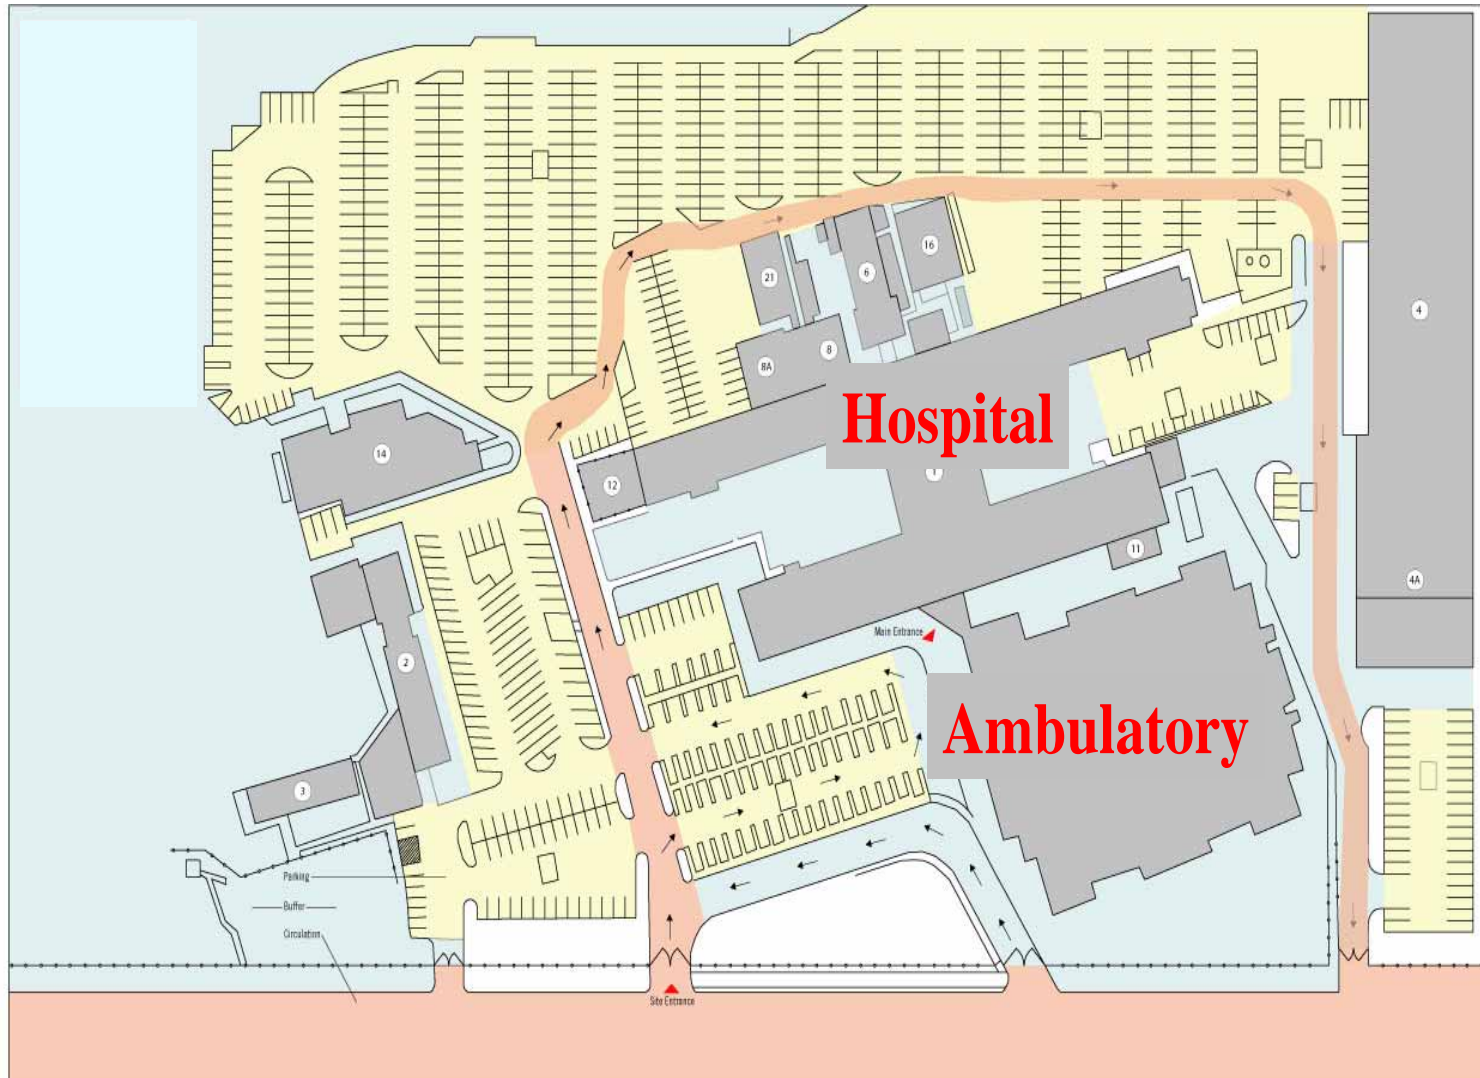 16
21
6
4
8
8A
Hospital
14
1
12
11
4A
Main Entrance
2
Ambulatory
3
Parking
Buffer
Circulation
Site Entrance